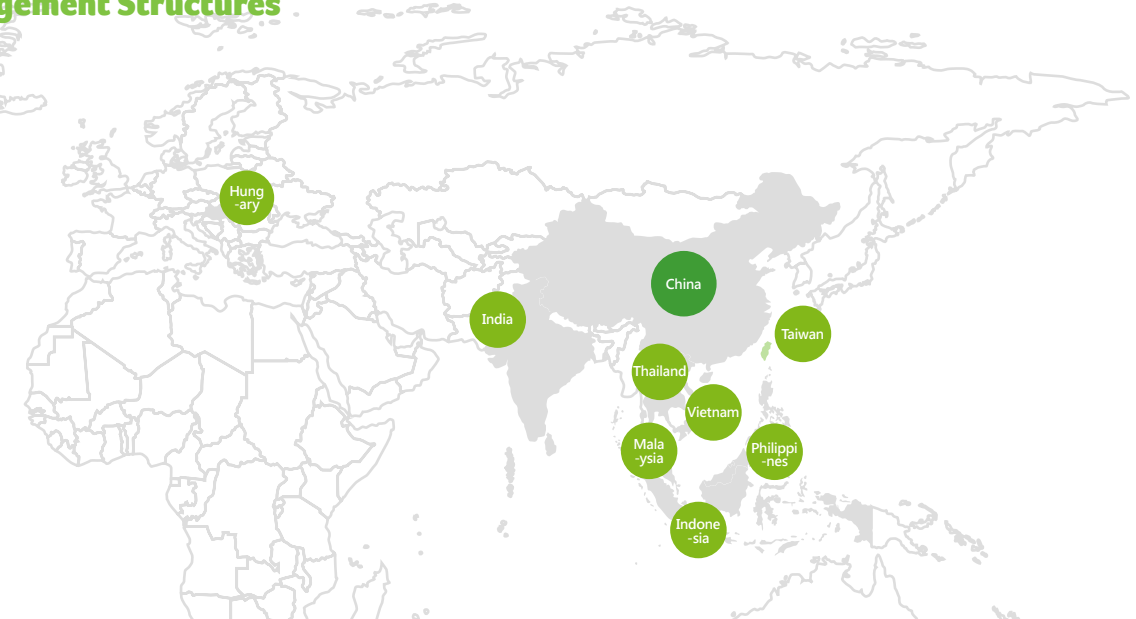 gement Structures
Hung
-ary
China
India
Taiwan
Thailand
Vietnam
Mala
-ysia
Philippi
-nes
Indone
-sia